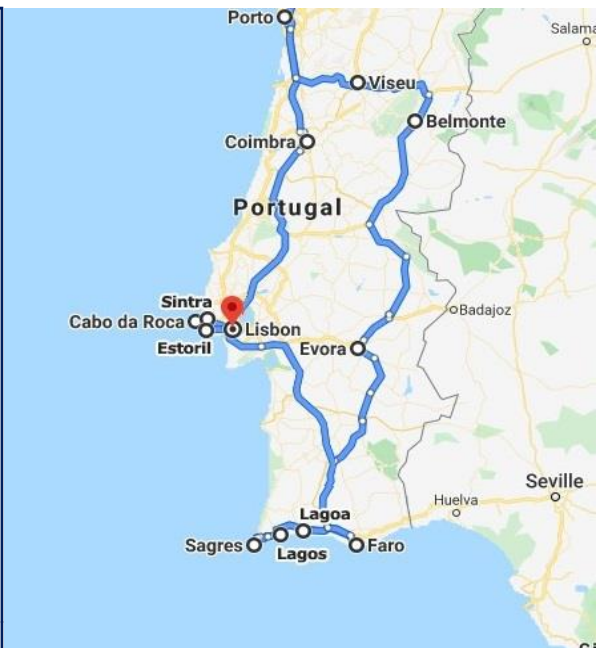 Porto
Salama
Viseu
Belmonte
Coimbra
Portugal
Sintra
Cabo da Roca
Lisbon
Estoril
Badajoz
Evora
Seville
Huelva
Lagoa
Sagres
Lagos
Faro